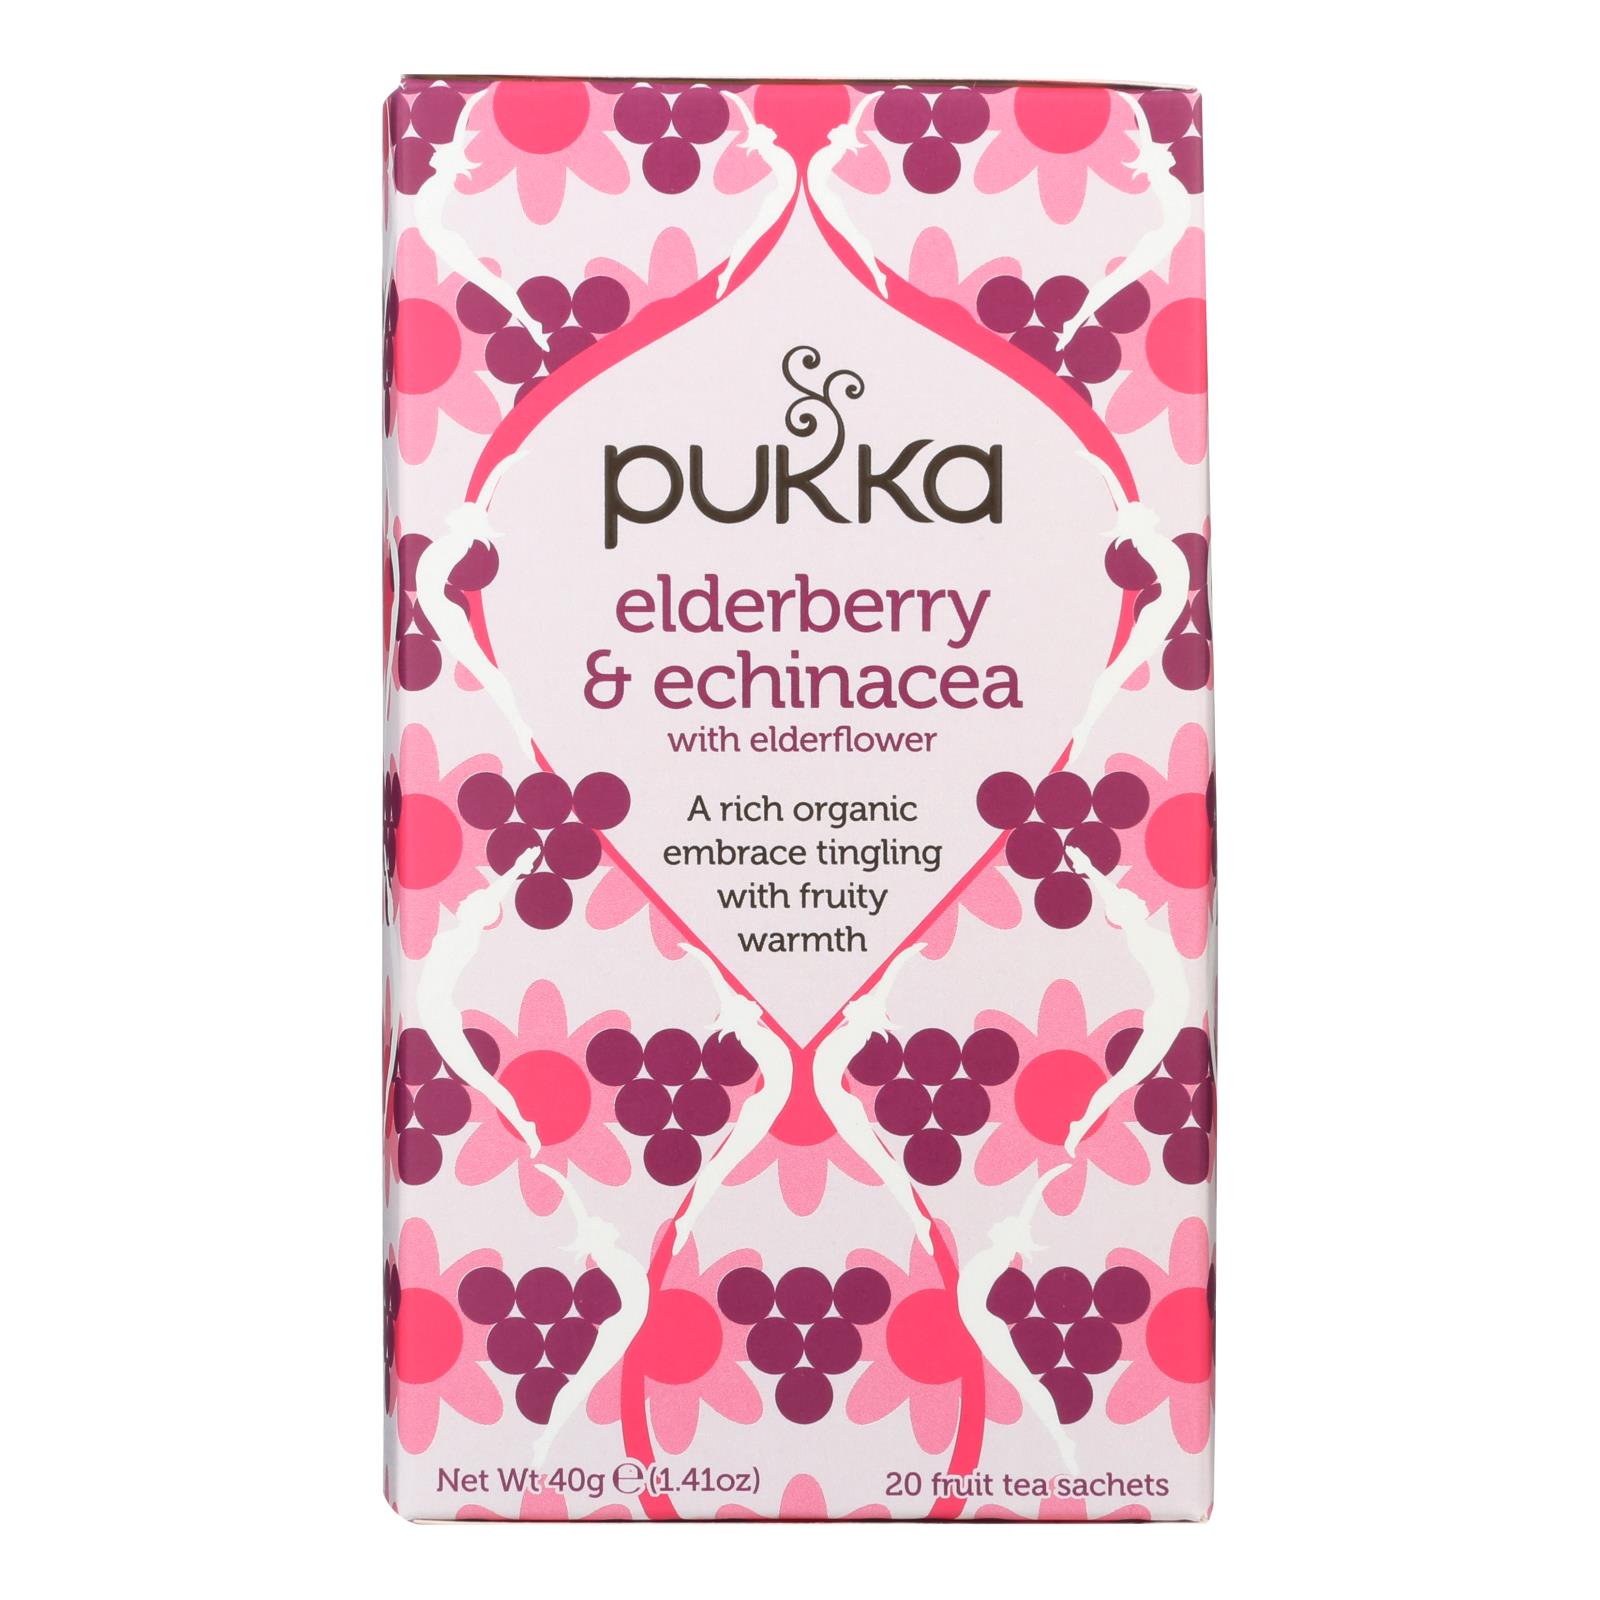 pukka
elderberry
& echinacea
with elderflower
A rich organic
embrace tingling
with fruity
warmth
Net Wt 40g ℮ (1.41oz)
20 fruit tea sachets